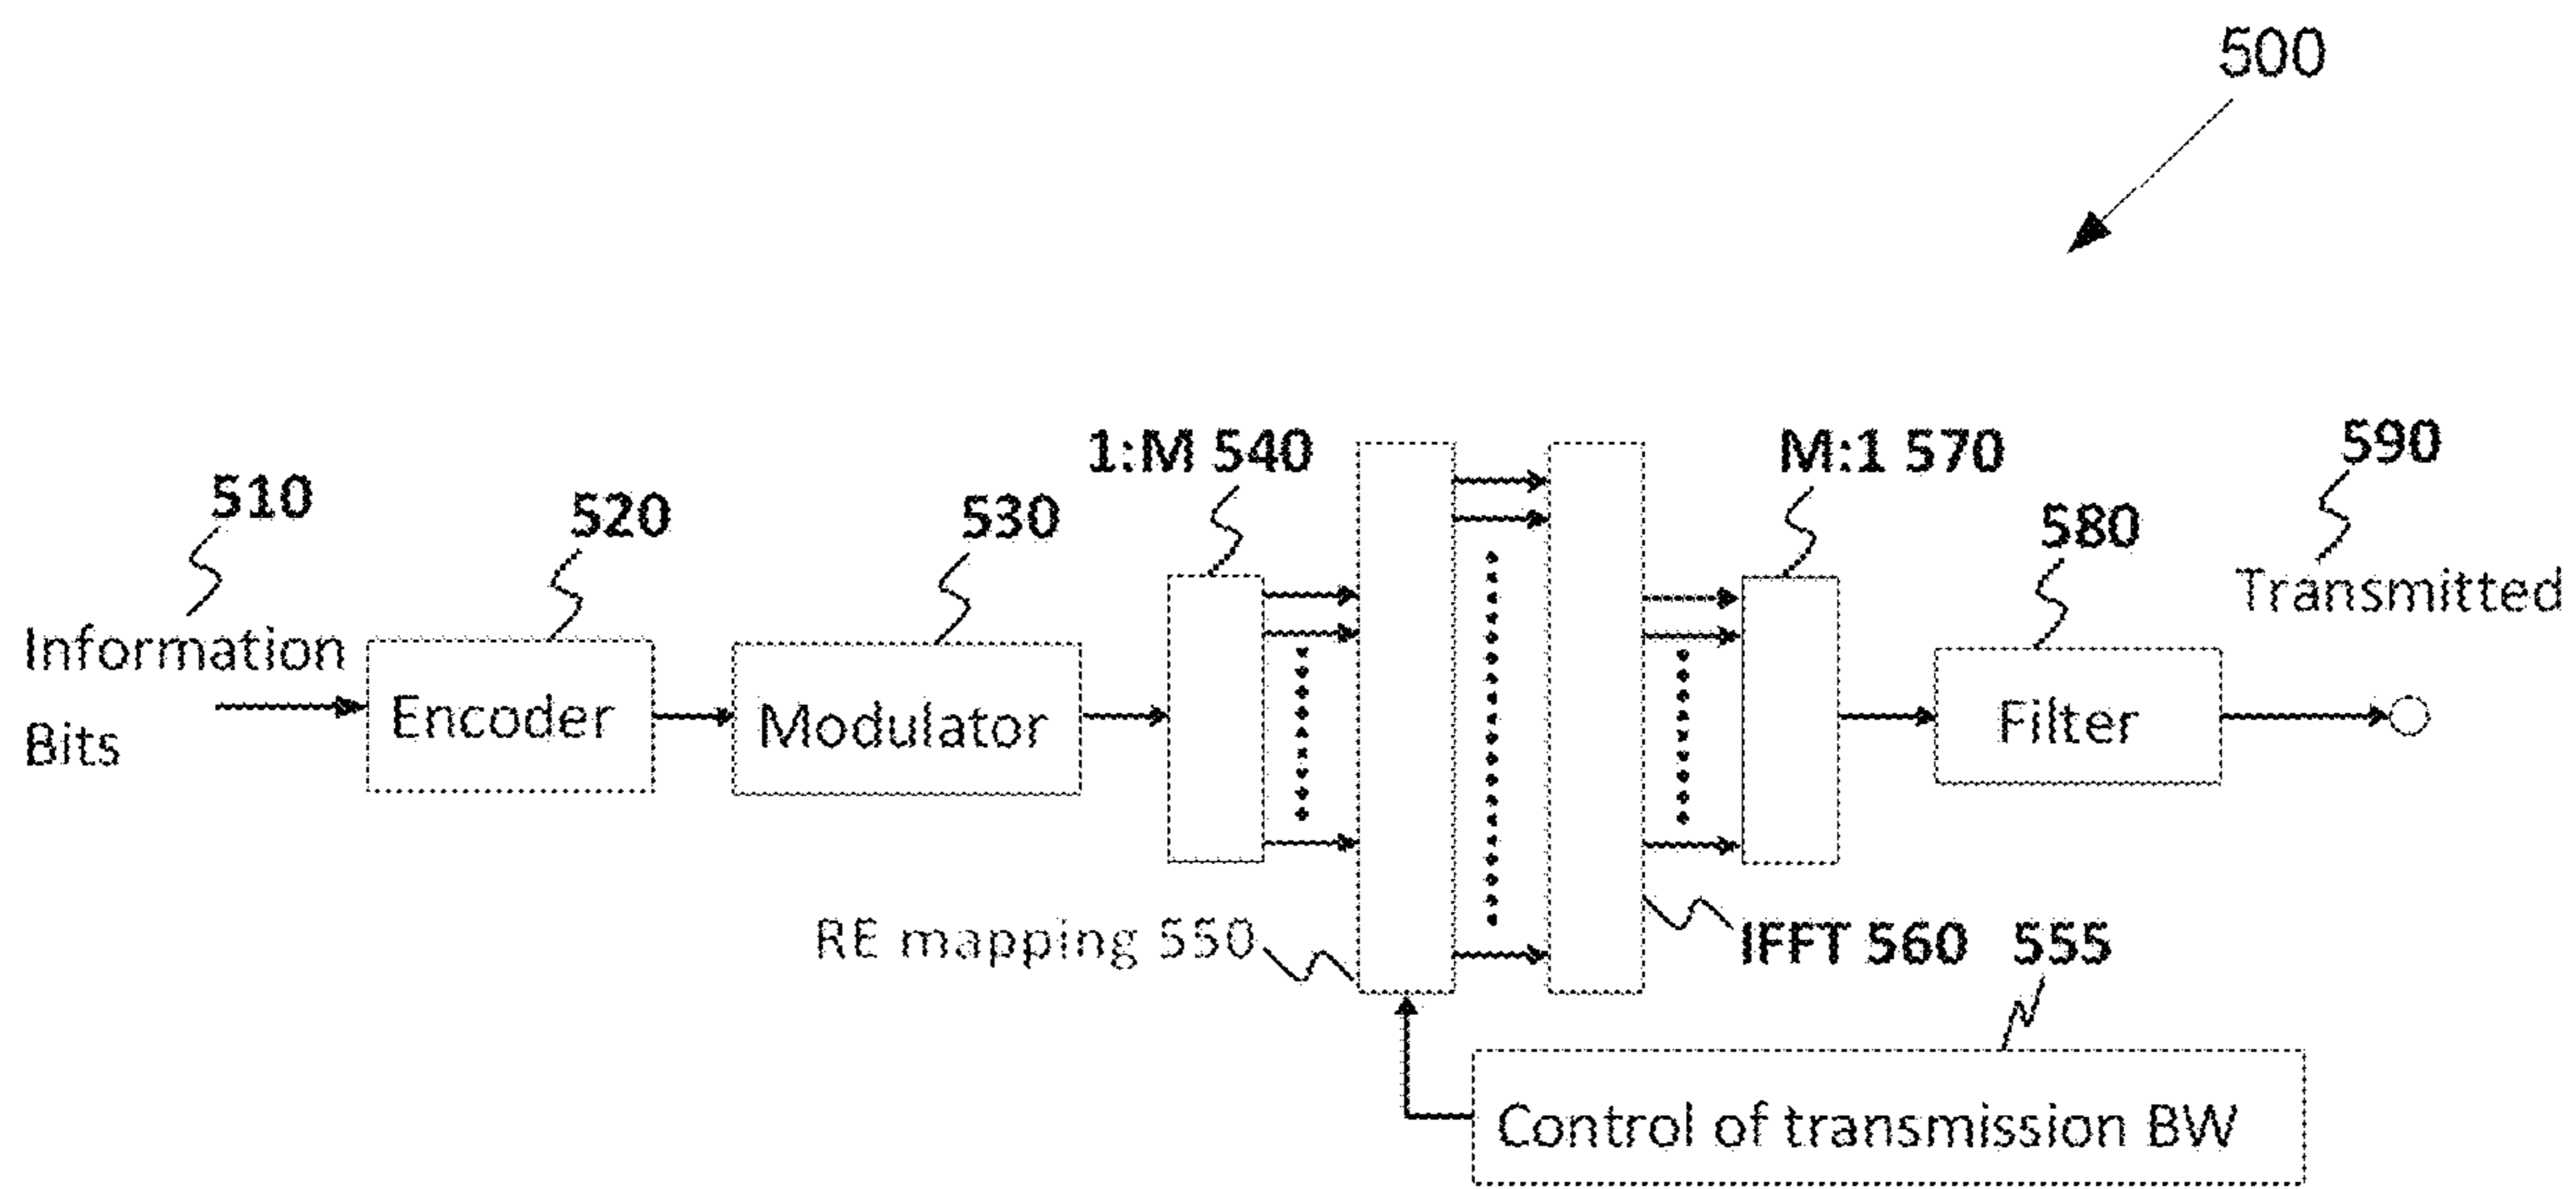 500
510
520
530
1:M 540
M:1 570
580
590
Transmitted
Information
Bits
Encoder
Modulator
Filter
RE mapping 550
IFFT 560
555
Control of transmission BW